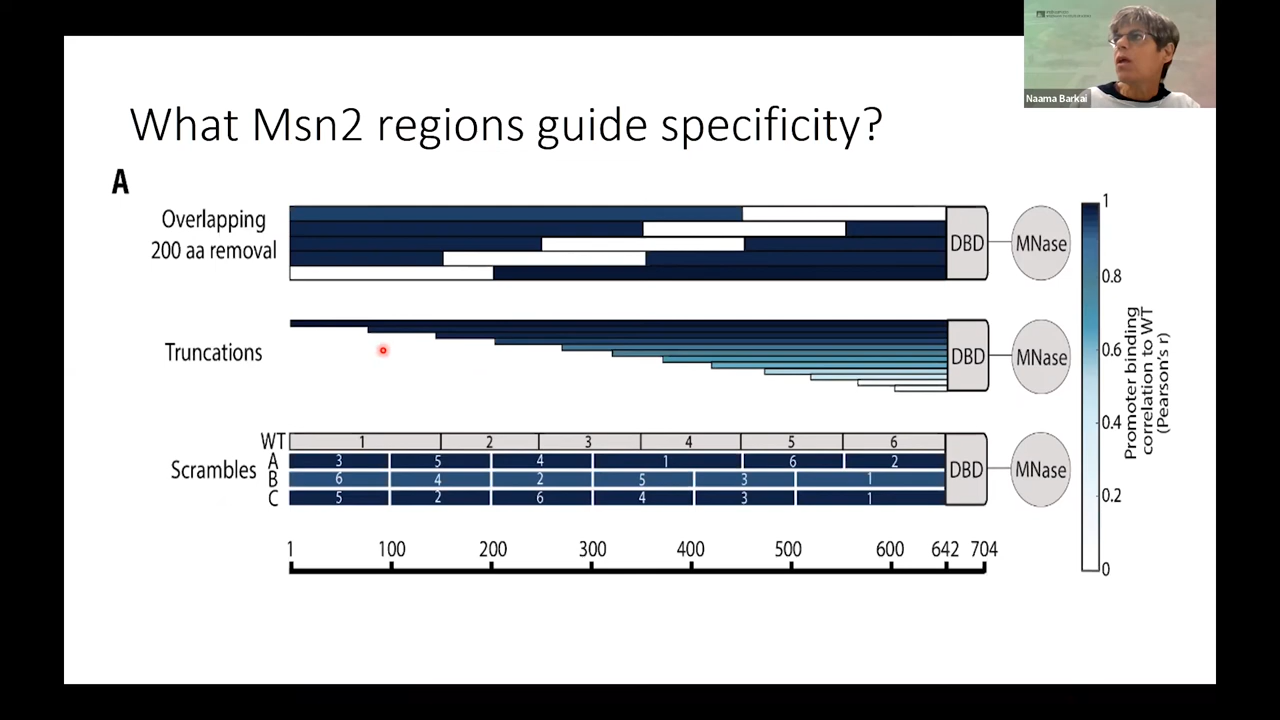 Naama Barkai
What Msn2 regions guide specificity?
A
Overlapping
200 aa removal
DBD
MNase
Truncations
DBD
MNase
Scrambles
WT 1 2 3 4 5 6
A 3 5 4 1 6 2
B 6 4 2 5 3 1
C 5 2 6 4 3 1
DBD
MNase
1 100 200 300 400 500 600 642 704
1
0.8
0.6
0.4
0.2
0
Promoter binding
correlation to WT
(Pearson's r)